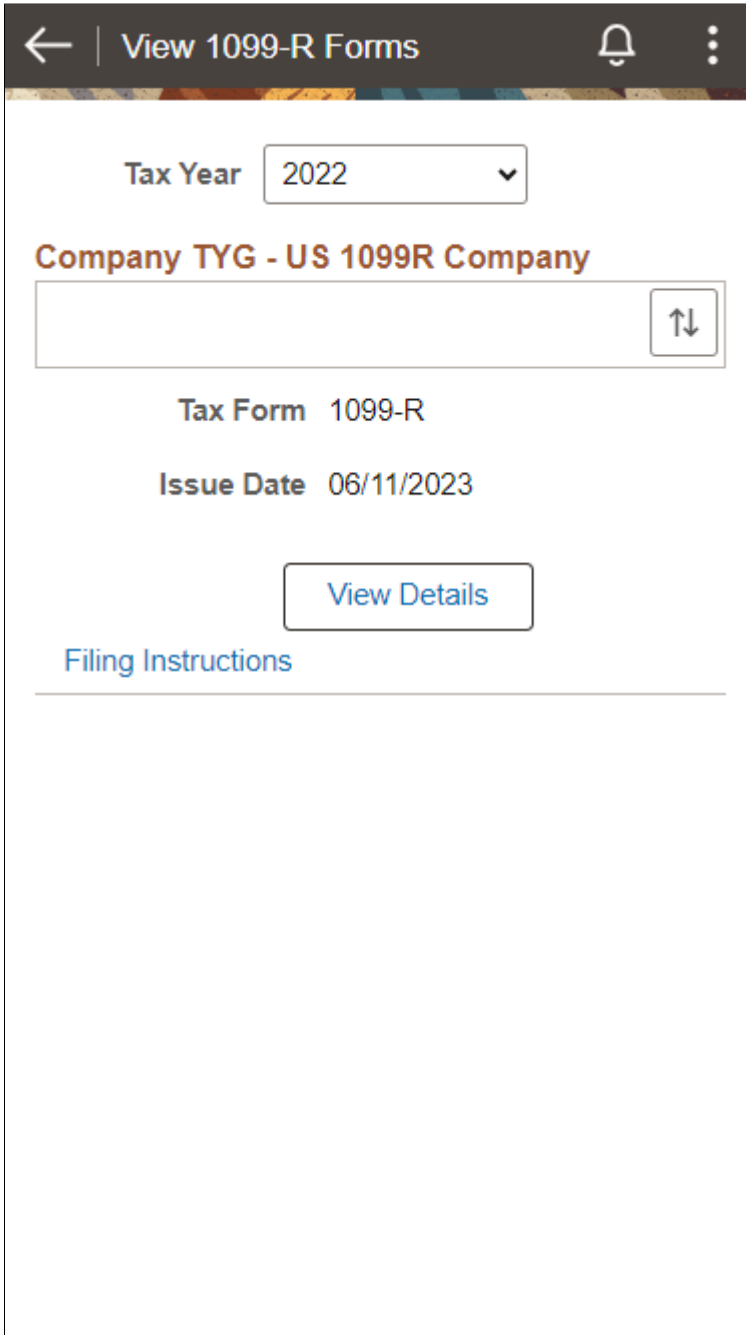 View 1099-R Forms
Tax Year 2022
Company TYG - US 1099R Company
Tax Form 1099-R
Issue Date 06/11/2023
View Details
Filing Instructions